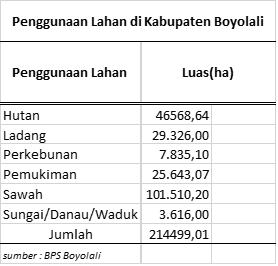 Penggunaan Lahan di Kabupaten Boyolali
Penggunaan Lahan Luas(ha)
Hutan 46568,64
Ladang 29.326,00
Perkebunan 7.835,10
Pemukiman 25.643,07
Sawah 101.510,20
Sungai/Danau/Waduk 3.616,00
Jumlah 214499,01
sumber : BPS Boyolali